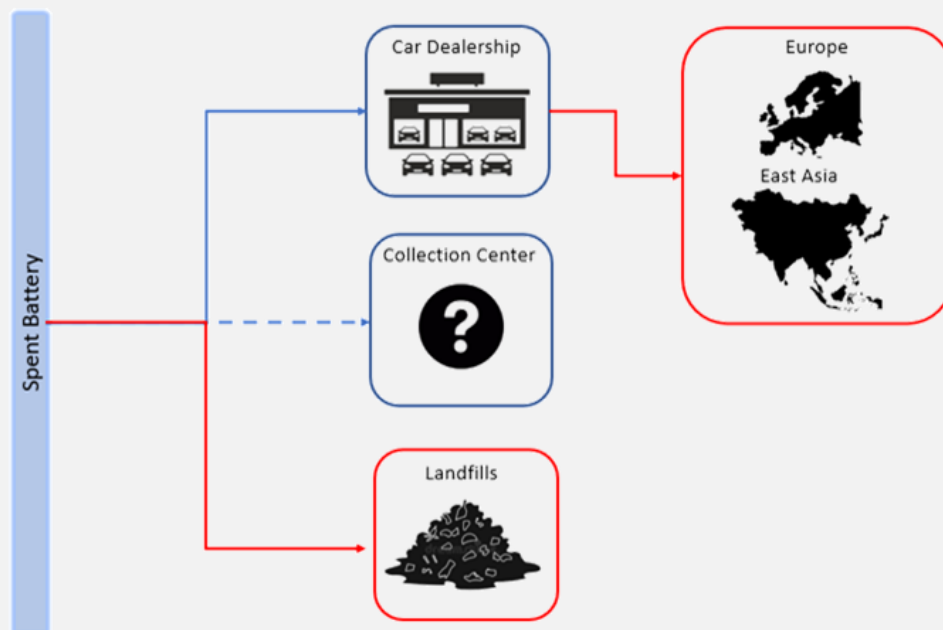 Spent Battery
Car Dealership
Europe
East Asia
Collection Center
?
Landfills